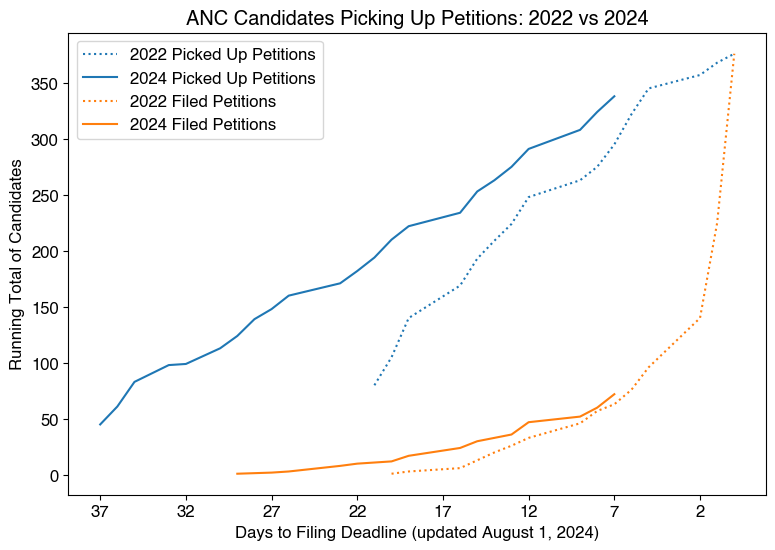 ANC Candidates Picking Up Petitions: 2022 vs 2024
2022 Picked Up Petitions
2024 Picked Up Petitions
2022 Filed Petitions
2024 Filed Petitions
Running Total of Candidates
350
300
250
200
150
100
50
0
37 32 27 22 17 12 7 2
Days to Filing Deadline (updated August 1, 2024)